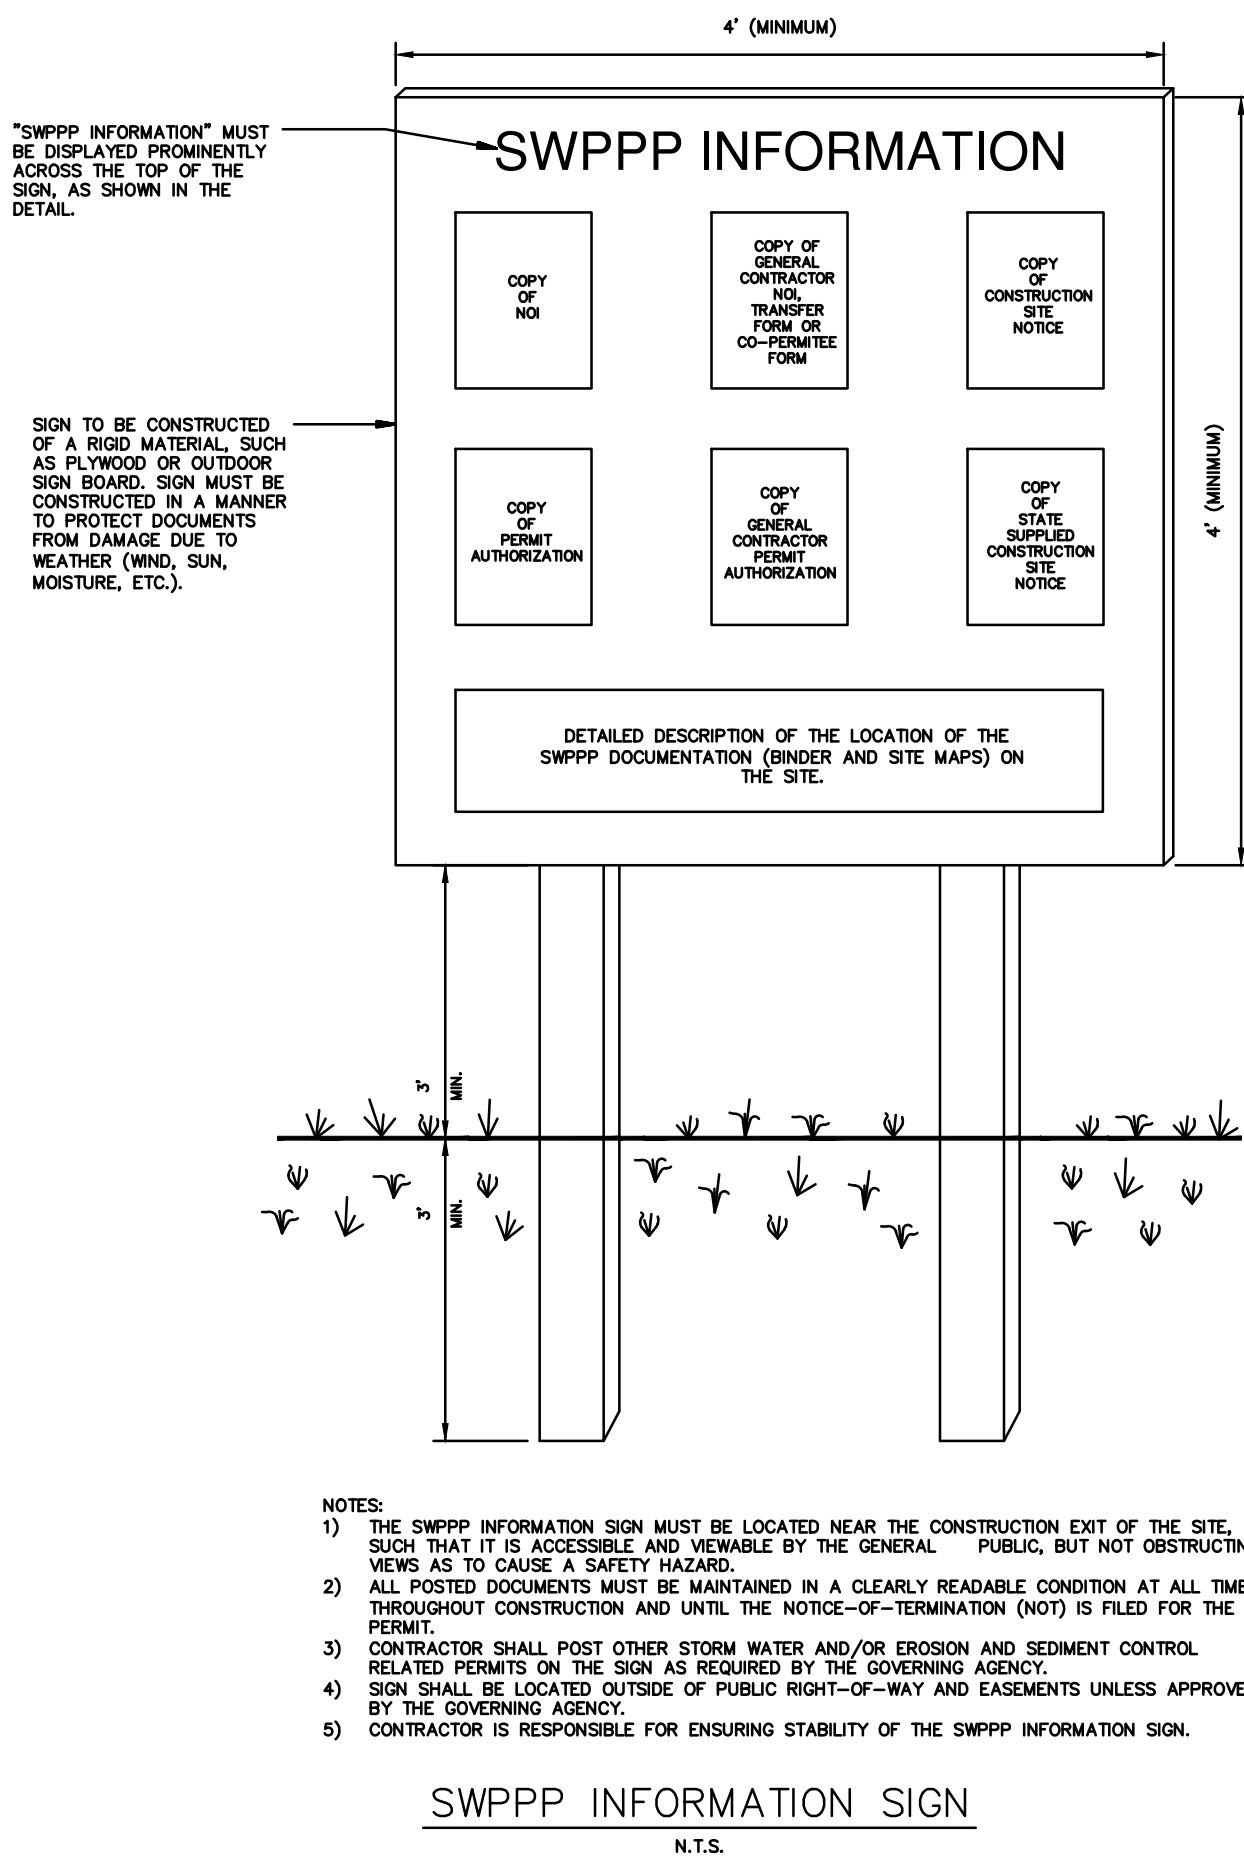 4' (MINIMUM)
"SWPPP INFORMATION" MUST
BE DISPLAYED PROMINENTLY
ACROSS THE TOP OF THE
SIGN, AS SHOWN IN THE
DETAIL.
SWPPP INFORMATION
COPY
OF
NOI
COPY OF
GENERAL
CONTRACTOR
NOI,
TRANSFER
FORM OR
CO-PERMITEE
FORM
COPY
OF
CONSTRUCTION
SITE
NOTICE
4' (MINIMUM)
SIGN TO BE CONSTRUCTED
OF A RIGID MATERIAL, SUCH
AS PLYWOOD OR OUTDOOR
SIGN BOARD. SIGN MUST BE
CONSTRUCTED IN A MANNER
TO PROTECT DOCUMENTS
FROM DAMAGE DUE TO
WEATHER (WIND, SUN,
MOISTURE, ETC.).
COPY
OF
PERMIT
AUTHORIZATION
COPY
OF
GENERAL
CONTRACTOR
PERMIT
AUTHORIZATION
COPY
OF
STATE
SUPPLIED
CONSTRUCTION
SITE
NOTICE
DETAILED DESCRIPTION OF THE LOCATION OF THE
SWPPP DOCUMENTATION (BINDER AND SITE MAPS) ON
THE SITE.
3'
MIN.
3'
MIN.
NOTES:
1) THE SWPPP INFORMATION SIGN MUST BE LOCATED NEAR THE CONSTRUCTION EXIT OF THE SITE,
SUCH THAT IT IS ACCESSIBLE AND VIEWABLE BY THE GENERAL PUBLIC, BUT NOT OBSTRUCTIN
VIEWS AS TO CAUSE A SAFETY HAZARD.
2) ALL POSTED DOCUMENTS MUST BE MAINTAINED IN A CLEARLY READABLE CONDITION AT ALL TIME
THROUGHOUT CONSTRUCTION AND UNTIL THE NOTICE-OF-TERMINATION (NOT) IS FILED FOR THE
PERMIT.
3) CONTRACTOR SHALL POST OTHER STORM WATER AND/OR EROSION AND SEDIMENT CONTROL
RELATED PERMITS ON THE SIGN AS REQUIRED BY THE GOVERNING AGENCY.
4) SIGN SHALL BE LOCATED OUTSIDE OF PUBLIC RIGHT-OF-WAY AND EASEMENTS UNLESS APPROVE
BY THE GOVERNING AGENCY.
5) CONTRACTOR IS RESPONSIBLE FOR ENSURING STABILITY OF THE SWPPP INFORMATION SIGN.
SWPPP INFORMATION SIGN
N.T.S.